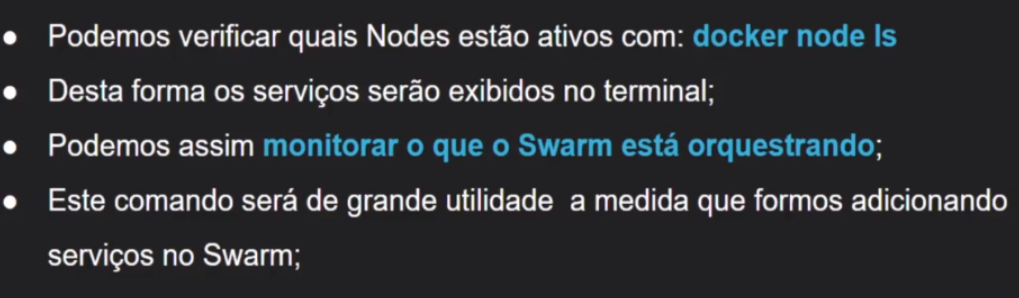 ● Podemos verificar quais Nodes estão ativos com: docker node ls
● Desta forma os serviços serão exibidos no terminal;
● Podemos assim monitorar o que o Swarm está orquestrando;
● Este comando será de grande utilidade  a medida que formos adicionando
serviços no Swarm;